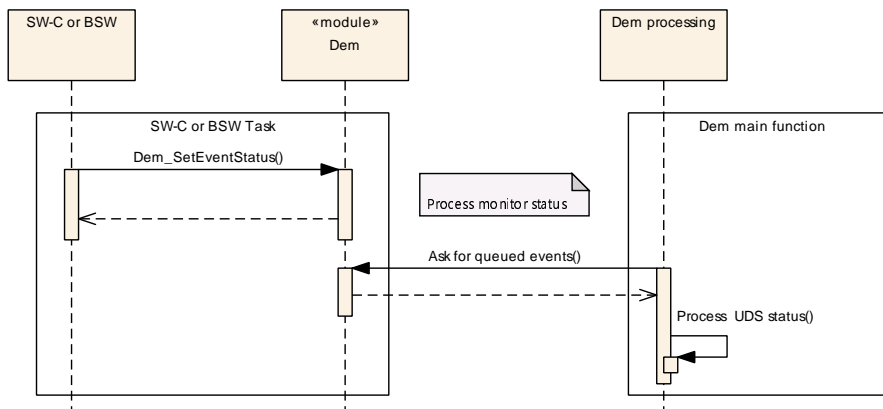 SW-C or BSW
«module»
Dem
Dem processing
SW-C or BSW Task
Dem main function
Dem_SetEventStatus()
Process monitor status
Ask for queued events()
Process UDS status()